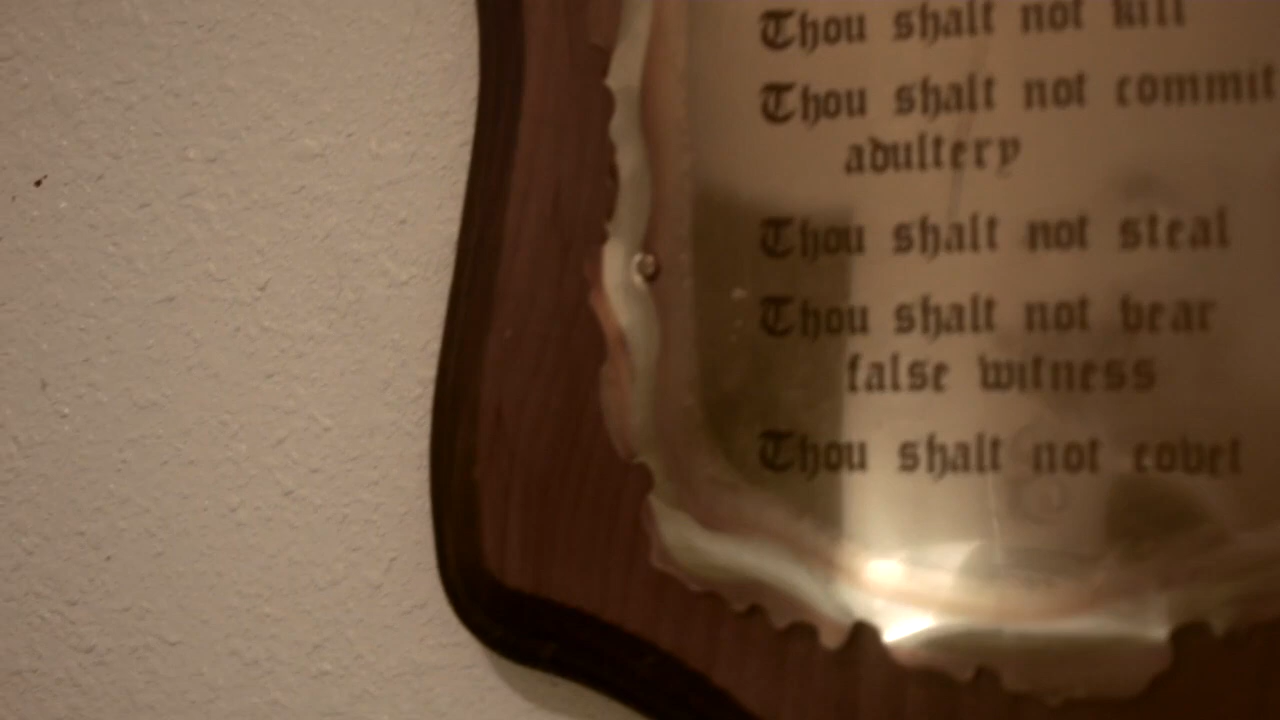 Thou shalt not kill
Thou shalt not commit
adultery
Thou shalt not steal
Thou shalt not bear
false witness
Thou shalt not covet